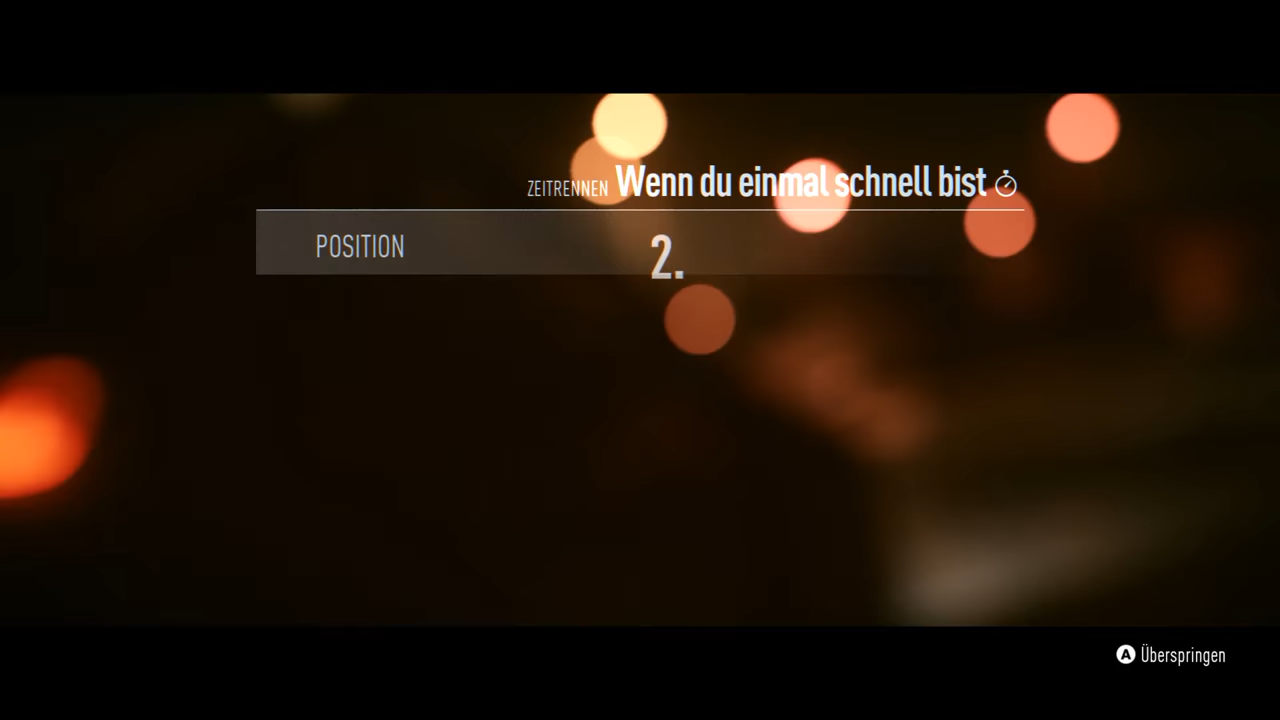 ZEITRENNEN Wenn du einmal schnell bist
POSITION 2.
A Überspringen